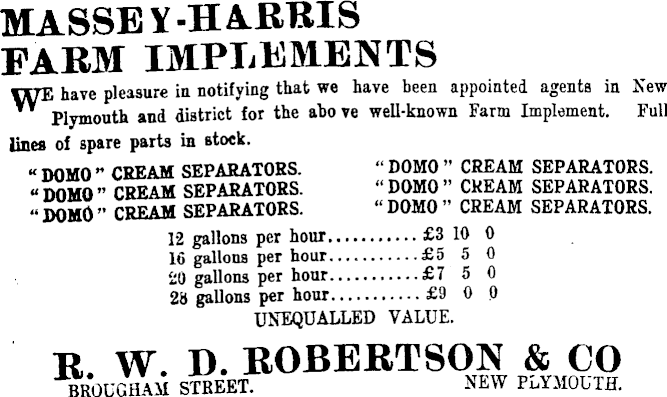 MASSEY-HARRIS
FARM IMPLEMENTS
WE have pleasure in notifying that we have been appointed agents in New
Plymouth and district for the above well-known Farm Implement. Full
lines of spare parts in stock.
"DOMO" CREAM SEPARATORS. "DOMO" CREAM SEPARATORS.
"DOMO" CREAM SEPARATORS. "DOMO" CREAM SEPARATORS.
"DOMO" CREAM SEPARATORS. "DOMO" CREAM SEPARATORS.
12 gallons per hour...........£3 10 0
16 gallons per hour...........£5 5 0
20 gallons per hour...........£7 5 0
28 gallons per hour...........£9 0 0
UNEQUALLED VALUE.
R. W. D. ROBERTSON & CO
BROUGHAM STREET. NEW PLYMOUTH.